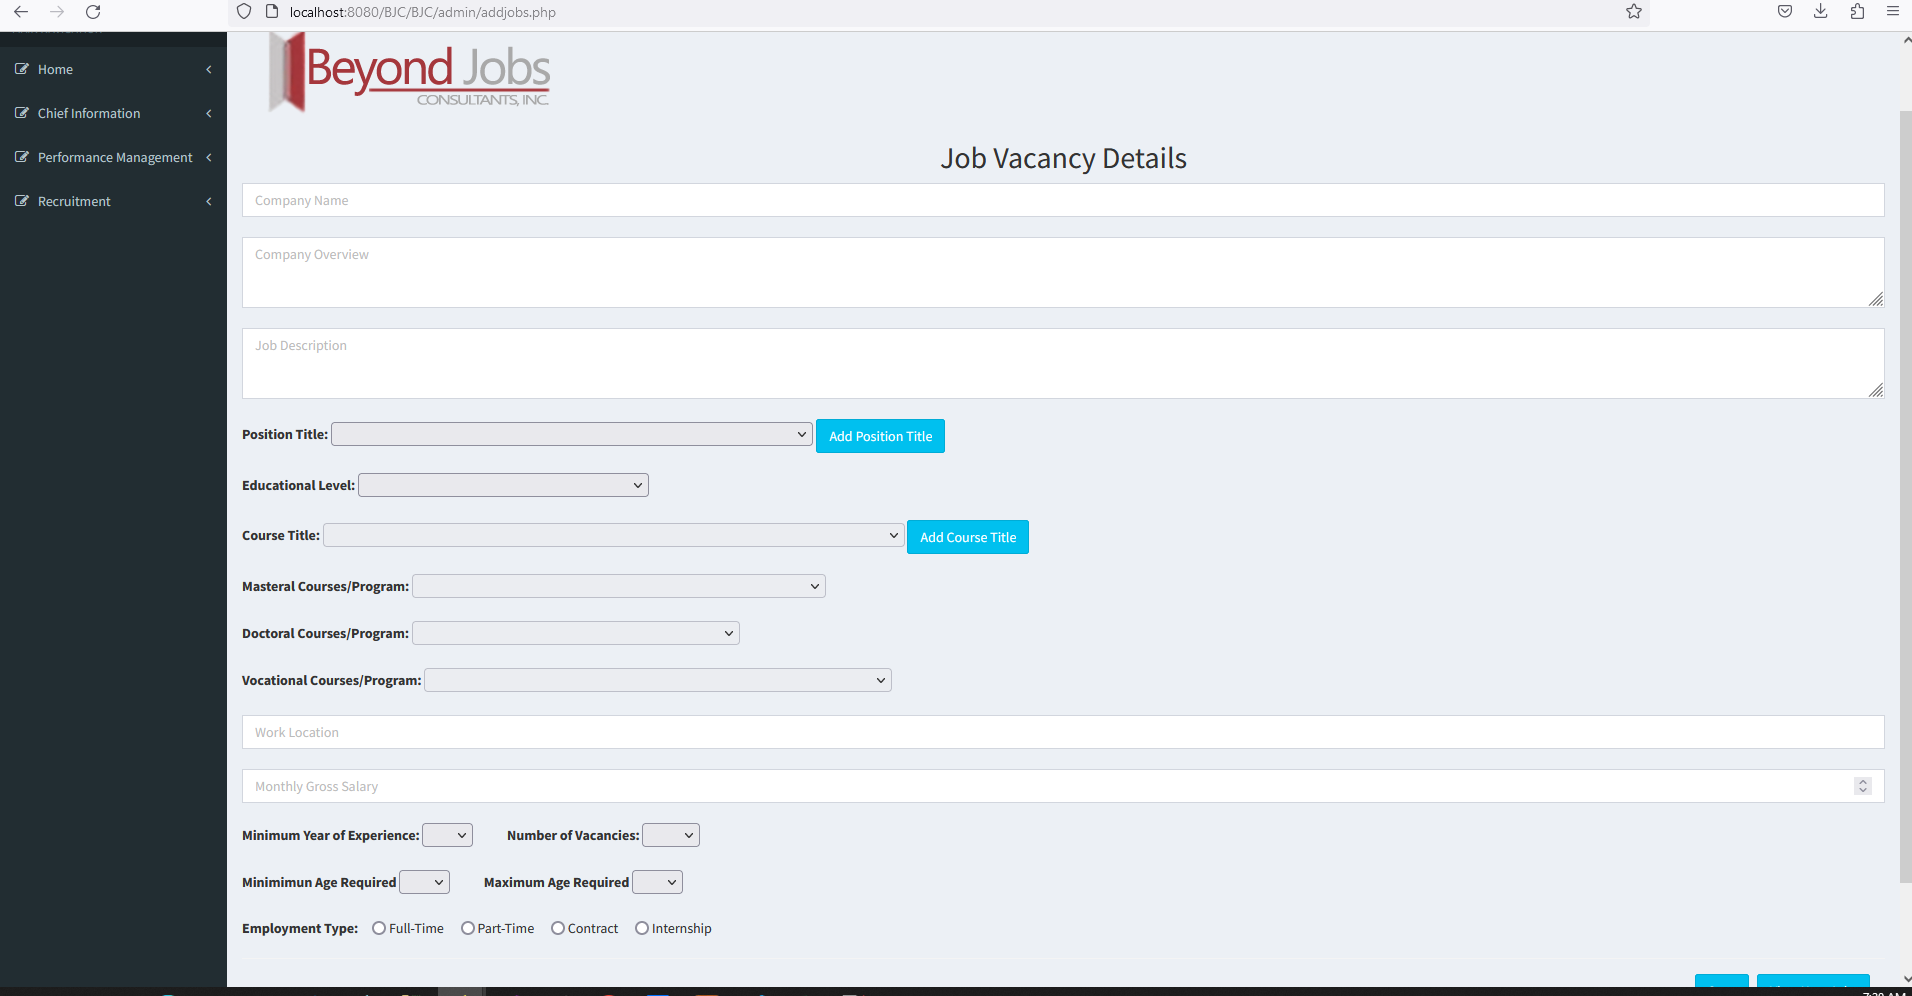 localhost:8080/BJC/BJC/admin/addjobs.php
Home
Chief Information
Performance Management
Recruitment
Beyond Jobs
CONSULTANTS, INC.
Job Vacancy Details
Company Name
Company Overview
Job Description
Position Title: Add Position Title
Educational Level:
Course Title: Add Course Title
Masteral Courses/Program:
Doctoral Courses/Program:
Vocational Courses/Program:
Work Location
Monthly Gross Salary
Minimum Year of Experience: Number of Vacancies:
Minimimun Age Required Maximum Age Required
Employment Type: Full-Time Part-Time Contract Internship